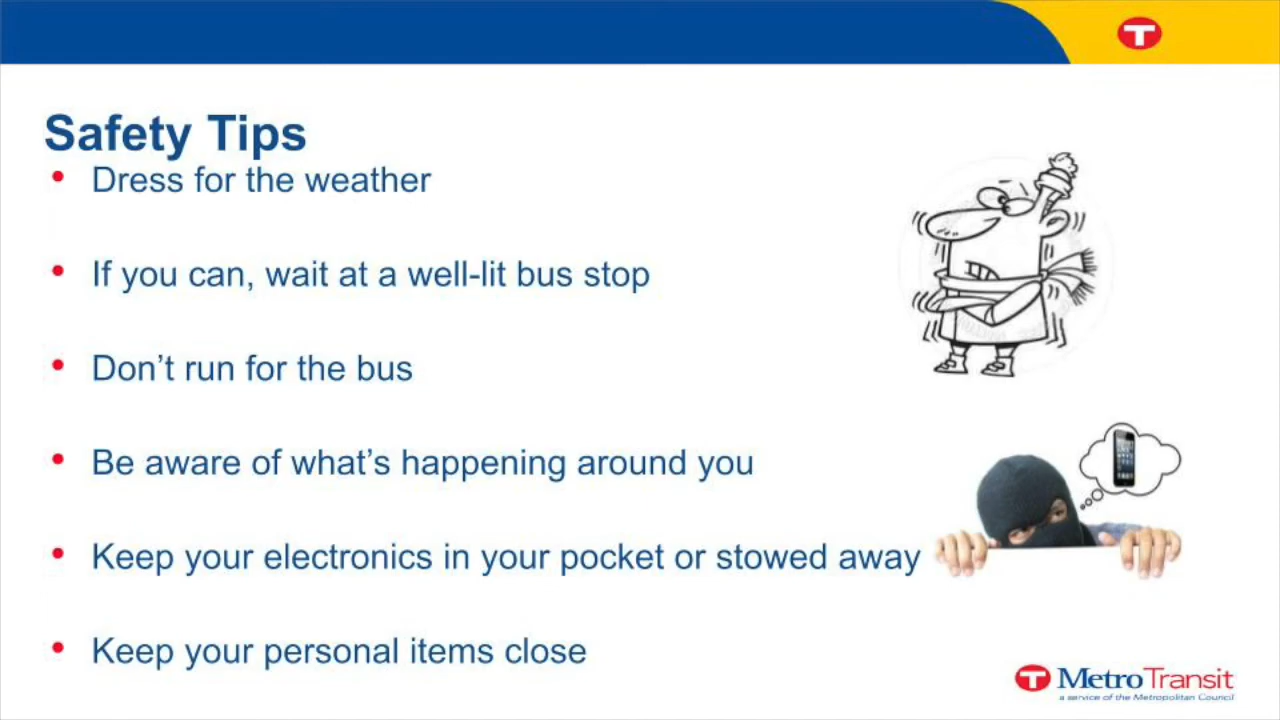 T
Safety Tips
• Dress for the weather
• If you can, wait at a well-lit bus stop
• Don’t run for the bus
• Be aware of what’s happening around you
• Keep your electronics in your pocket or stowed away
• Keep your personal items close
T MetroTransit
a service of the Metropolitan Council